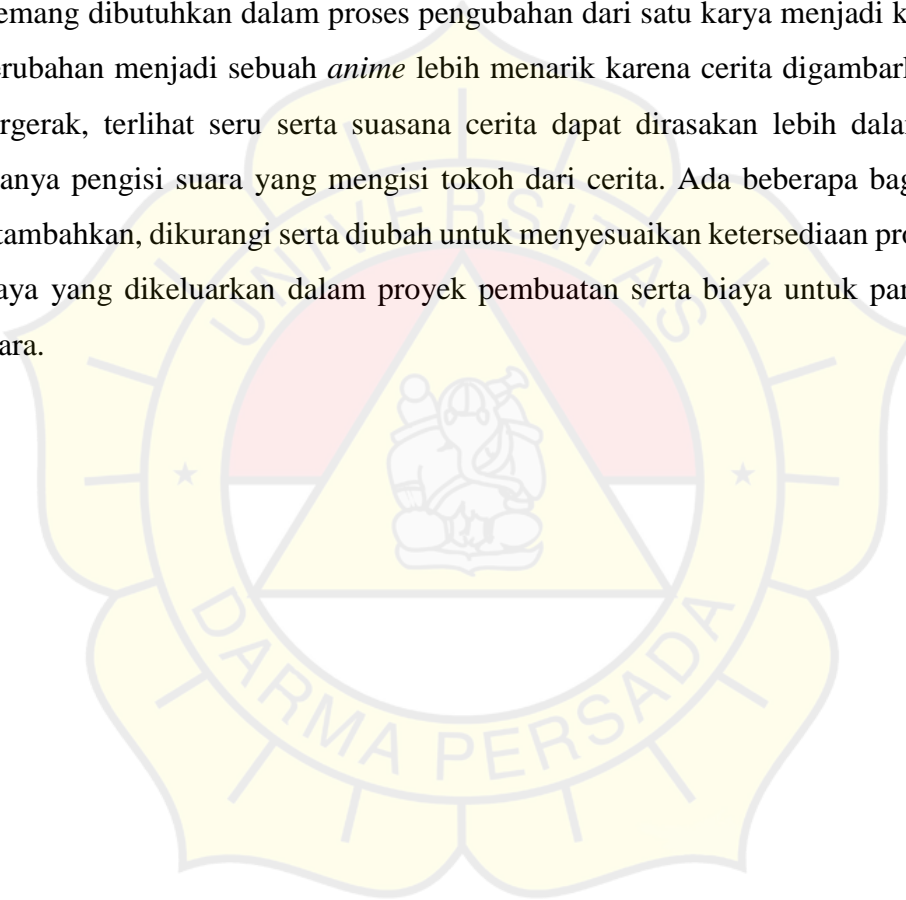 emang dibutuhkan dalam proses pengubahan dari satu karya menjadi k
erubahan menjadi sebuah anime lebih menarik karena cerita digambark
rgerak, terlihat seru serta suasana cerita dapat dirasakan lebih dalam
anya pengisi suara yang mengisi tokoh dari cerita. Ada beberapa bag
tambahkan, dikurangi serta diubah untuk menyesuaikan ketersediaan pro
aya yang dikeluarkan dalam proyek pembuatan serta biaya untuk par
ara.
UNIVERSITAS
DARMA PERSADA